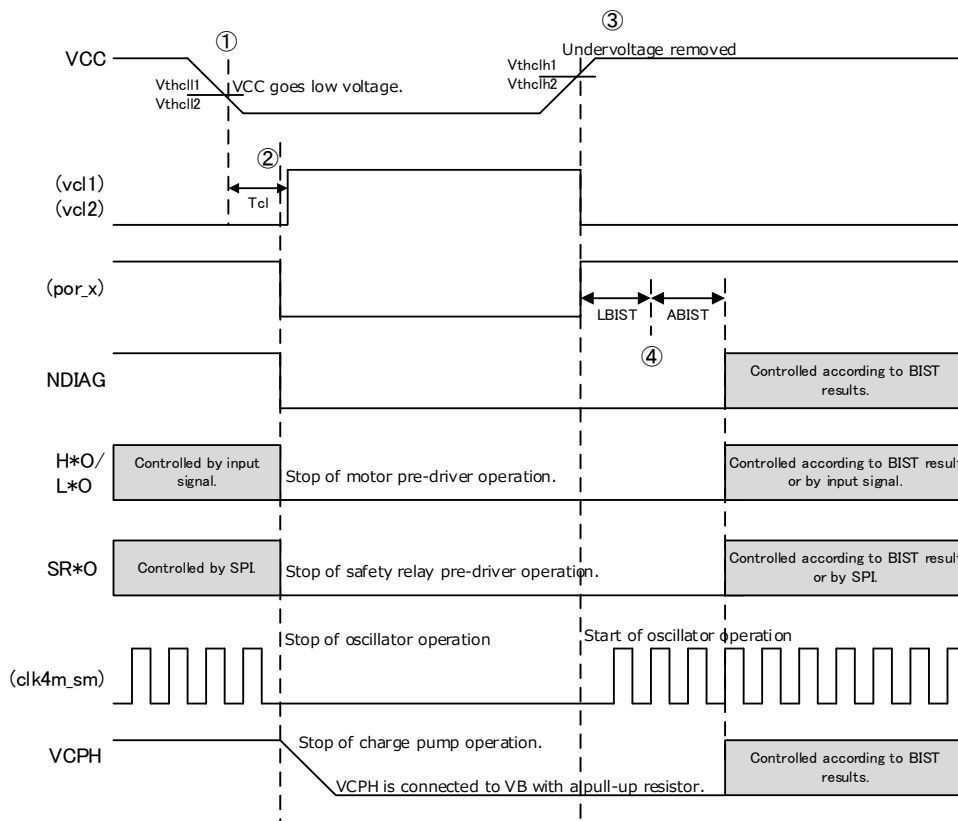 ①
③
VCC
Undervoltage removed
Vthcll1
Vthcll2
VCC goes low voltage.
Vthclh1
Vthclh2
②
(vcl1)
(vcl2)
Tcl
(por_x)
LBIST
ABIST
④
NDIAG
Controlled according to BIST
results.
H*O/
L*O
Controlled by input
signal.
Stop of motor pre-driver operation.
Controlled according to BIST result
or by input signal.
SR*O
Controlled by SPI.
Stop of safety relay pre-driver operation.
Controlled according to BIST result
or by SPI.
Stop of oscillator operation
Start of oscillator operation
(clk4m_sm)
VCPH
Stop of charge pump operation.
VCPH is connected to VB with a pull-up resistor.
Controlled according to BIST
results.